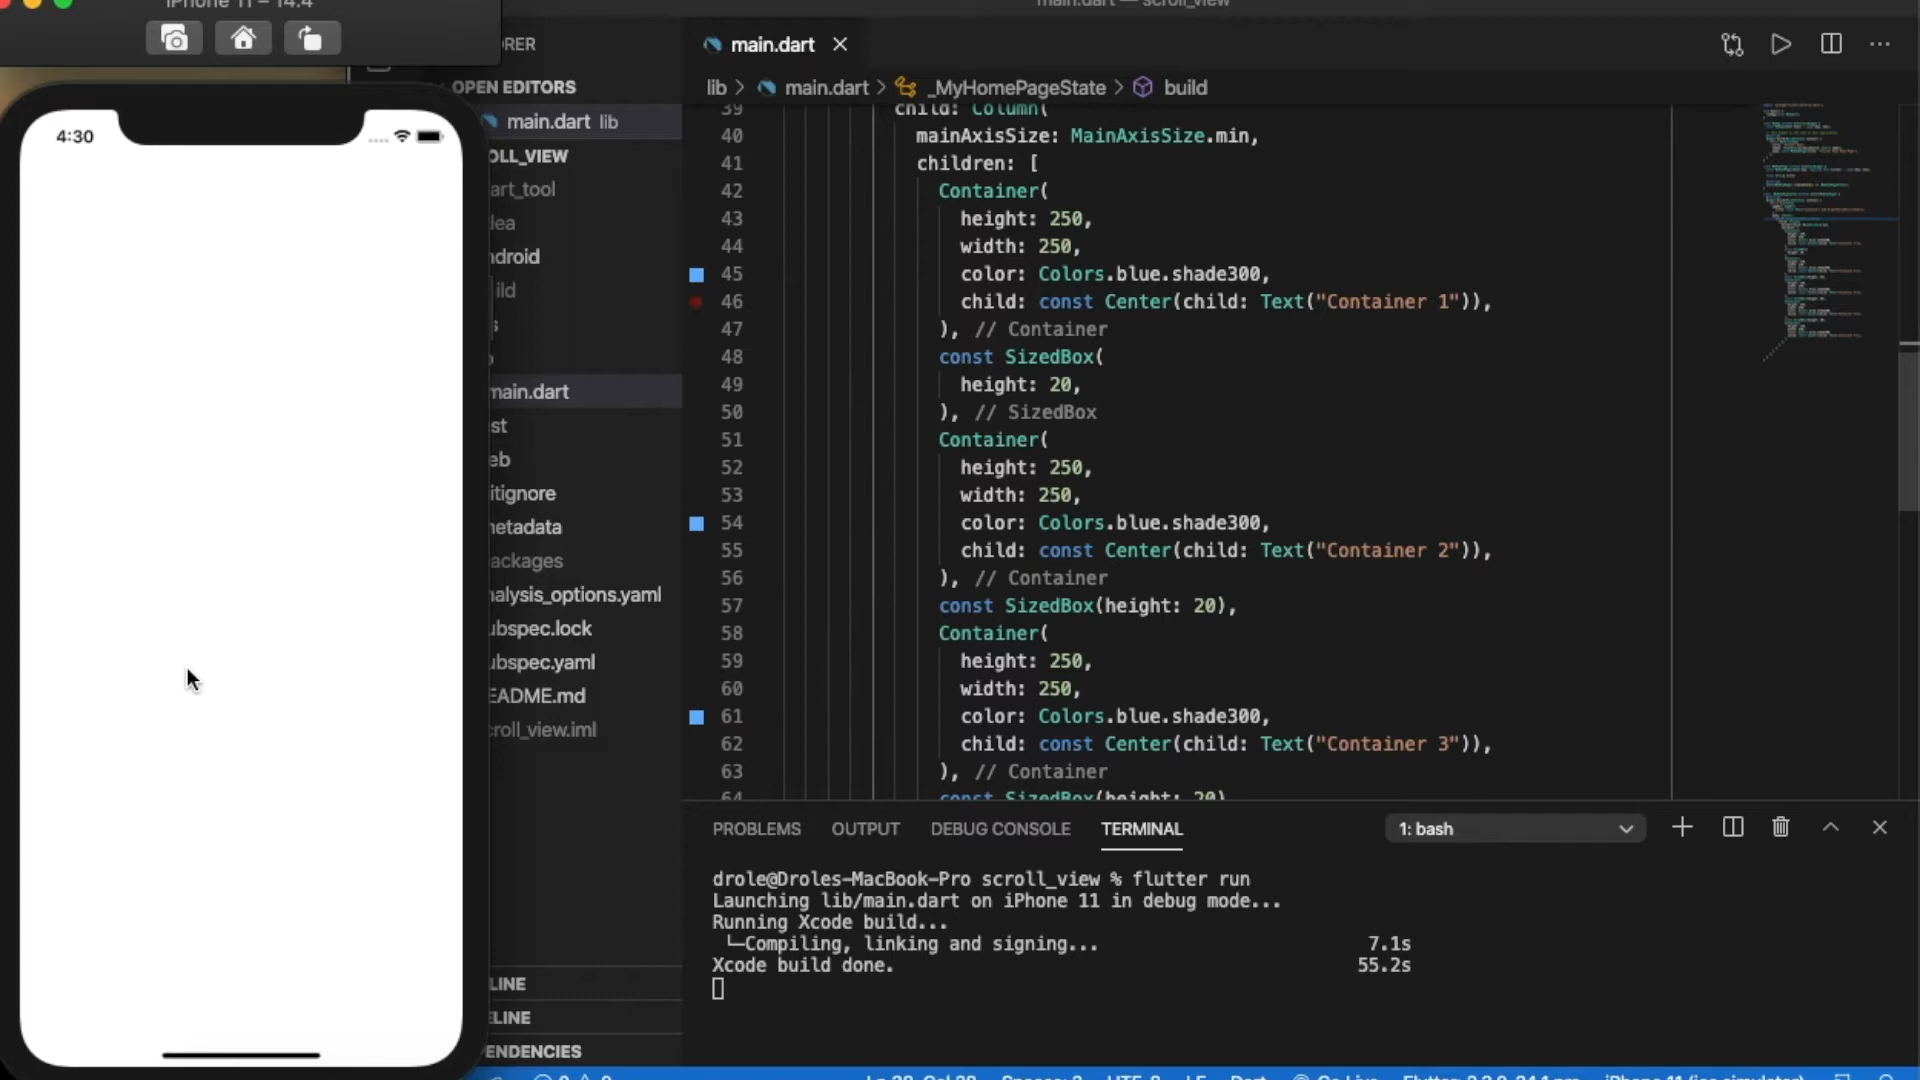 iPhone 11 – 14.4
main.dart — scroll_view
4:30
RER
OPEN EDITORS
main.dart lib
OLL_VIEW
art_tool
dea
ndroid
ild
s
main.dart
st
eb
itignore
netadata
ackages
nalysis_options.yaml
ubspec.lock
ubspec.yaml
EADME.md
croll_view.iml
LINE
ELINE
PENDENCIES
main.dart
lib > main.dart > _MyHomePageState > build
39 child: Column(
40 mainAxisSize: MainAxisSize.min,
41 children: [
42 Container(
43 height: 250,
44 width: 250,
45 color: Colors.blue.shade300,
46 child: const Center(child: Text("Container 1")),
47 ), // Container
48 const SizedBox(
49 height: 20,
50 ), // SizedBox
51 Container(
52 height: 250,
53 width: 250,
54 color: Colors.blue.shade300,
55 child: const Center(child: Text("Container 2")),
56 ), // Container
57 const SizedBox(height: 20),
58 Container(
59 height: 250,
60 width: 250,
61 color: Colors.blue.shade300,
62 child: const Center(child: Text("Container 3")),
63 ), // Container
64 const SizedBox(height: 20)
PROBLEMS OUTPUT DEBUG CONSOLE TERMINAL 1: bash
drole@Droles-MacBook-Pro scroll_view % flutter run
Launching lib/main.dart on iPhone 11 in debug mode...
Running Xcode build...
└─Compiling, linking and signing... 7.1s
Xcode build done. 55.2s